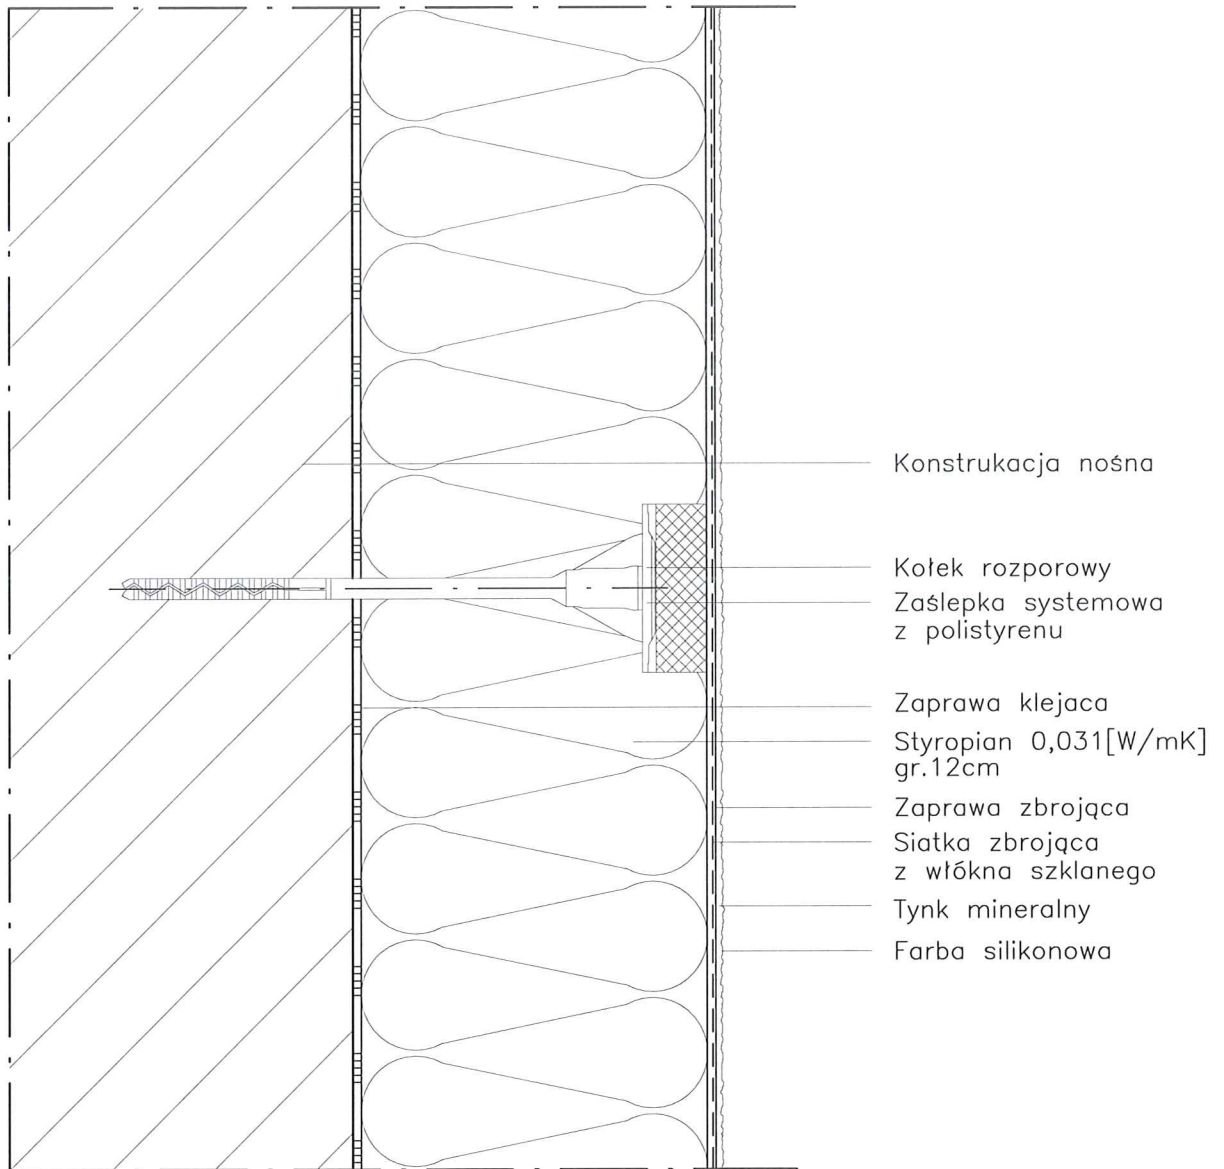 Konstrukacja nośna
Kołek rozporowy
Zaślepka systemowa
z polistyrenu
Zaprawa klejaca
Styropian 0,031[W/mK]
gr.12cm
Zaprawa zbrojąca
Siatka zbrojąca
z włókna szklanego
Tynk mineralny
Farba silikonowa